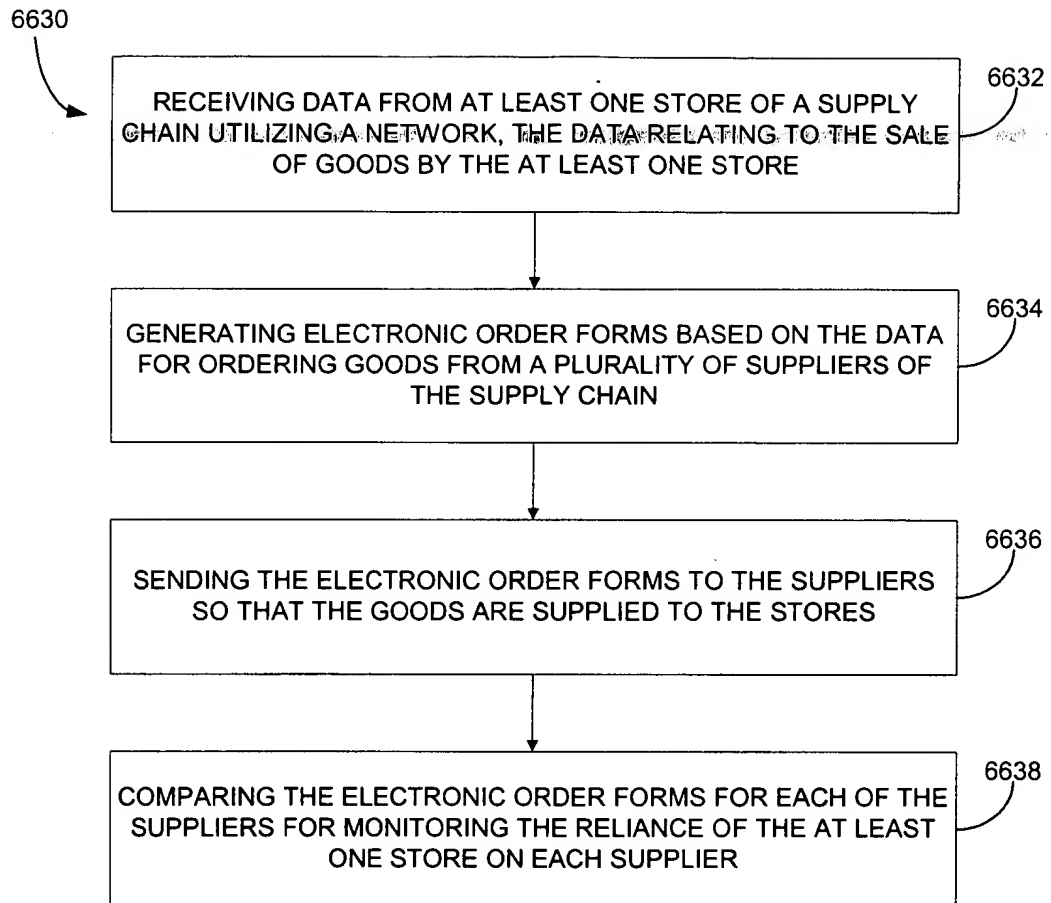 6630
6632
RECEIVING DATA FROM AT LEAST ONE STORE OF A SUPPLY
CHAIN UTILIZING A NETWORK, THE DATA RELATING TO THE SALE
OF GOODS BY THE AT LEAST ONE STORE
6634
GENERATING ELECTRONIC ORDER FORMS BASED ON THE DATA
FOR ORDERING GOODS FROM A PLURALITY OF SUPPLIERS OF
THE SUPPLY CHAIN
6636
SENDING THE ELECTRONIC ORDER FORMS TO THE SUPPLIERS
SO THAT THE GOODS ARE SUPPLIED TO THE STORES
6638
COMPARING THE ELECTRONIC ORDER FORMS FOR EACH OF THE
SUPPLIERS FOR MONITORING THE RELIANCE OF THE AT LEAST
ONE STORE ON EACH SUPPLIER